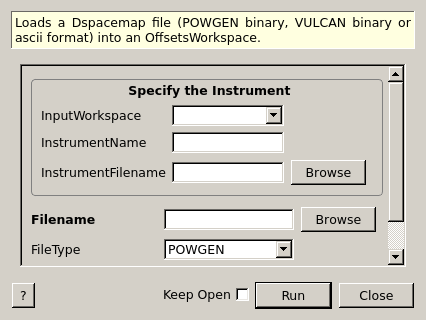 Loads a Dspacemap file (POWGEN binary, VULCAN binary or
ascii format) into an OffsetsWorkspace.
Specify the Instrument
InputWorkspace
InstrumentName
InstrumentFilename Browse
Filename Browse
FileType POWGEN
? Keep Open Run Close